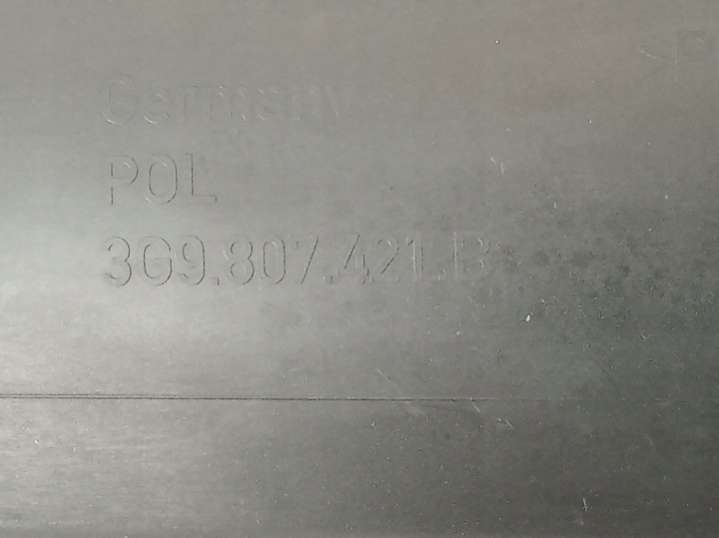 Germany
POL
3G9.807.421.B
>P